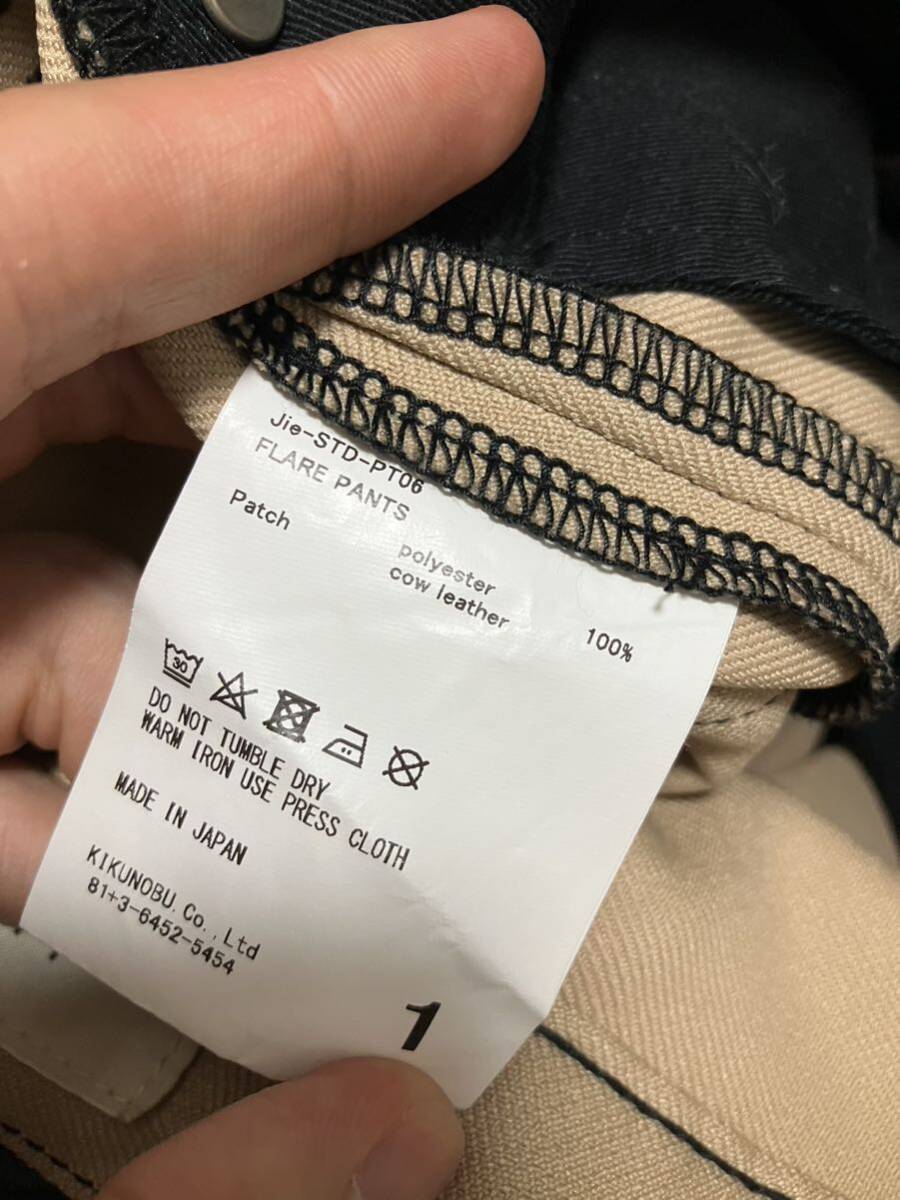 Jie-STD-PT06
FLARE PANTS
polyester 100%
Patch cow leather
30
DO NOT TUMBLE DRY
WARM IRON USE PRESS CLOTH
MADE IN JAPAN
KIKUNOBU.Co.,Ltd
81+3-6452-5454
1